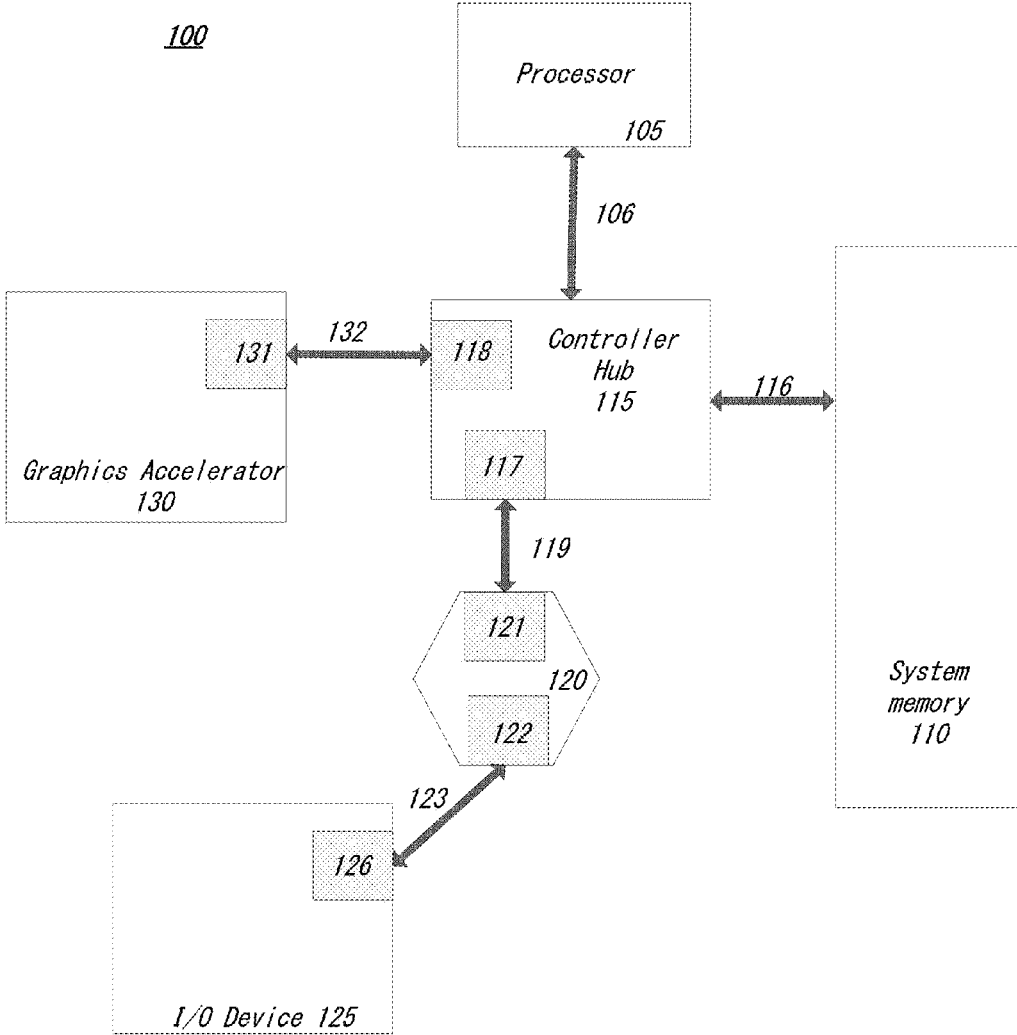 100
Processor
105
106
131
132
118
Controller
Hub
115
116
Graphics Accelerator
130
117
119
121
120
122
System
memory
110
123
126
I/O Device 125